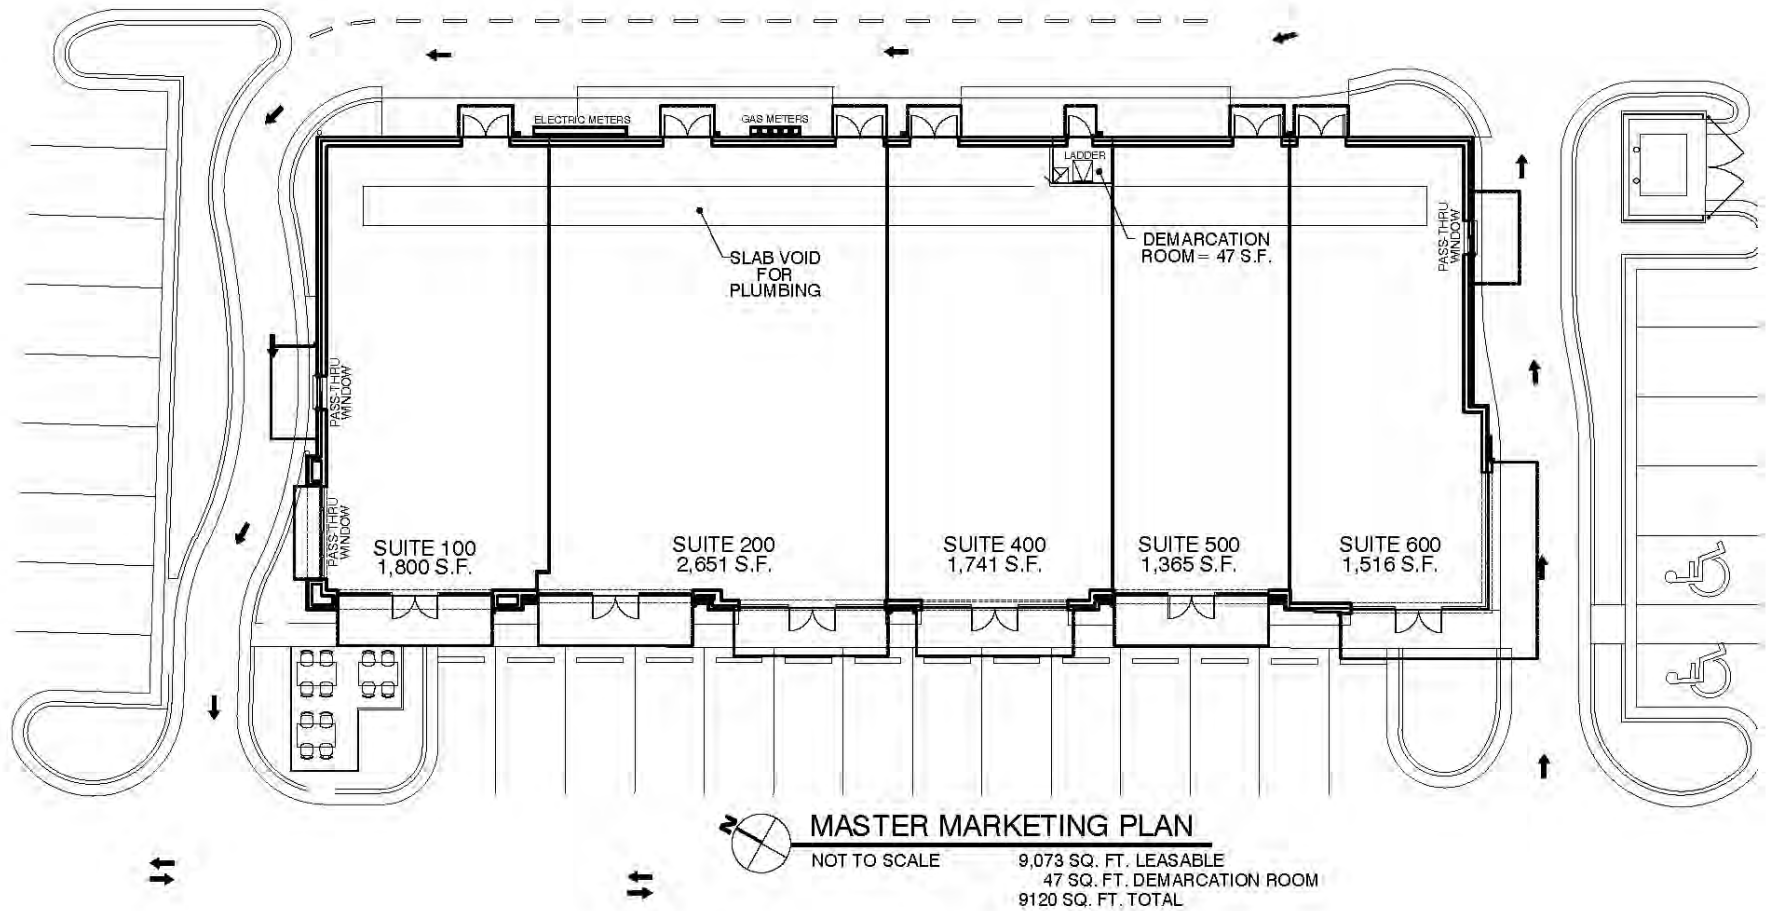 ELECTRIC METERS
GAS METERS
LADDER
DEMARCATION
ROOM = 47 S.F.
PASS-THRU
WINDOW
SLAB VOID
FOR
PLUMBING
PASS-THRU
WINDOW
PASS-THRU
WINDOW
SUITE 100
1,800 S.F.
SUITE 200
2,651 S.F.
SUITE 400
1,741 S.F.
SUITE 500
1,365 S.F.
SUITE 600
1,516 S.F.
N
MASTER MARKETING PLAN
NOT TO SCALE
9,073 SQ. FT. LEASABLE
47 SQ. FT. DEMARCATION ROOM
9120 SQ. FT. TOTAL